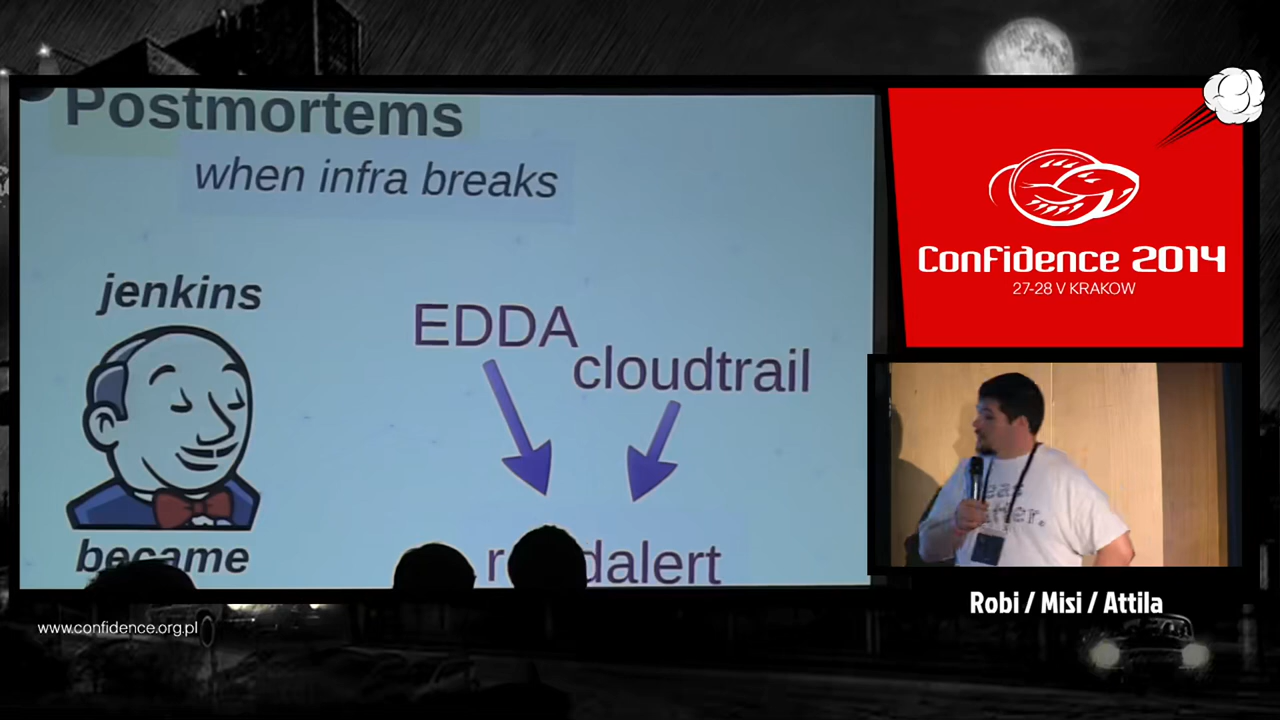 Postmortems
when infra breaks
jenkins
EDDA
cloudtrail
became
Confidence 2014
27-28 V KRAKOW
Robi / Misi / Attila
www.confidence.org.pl